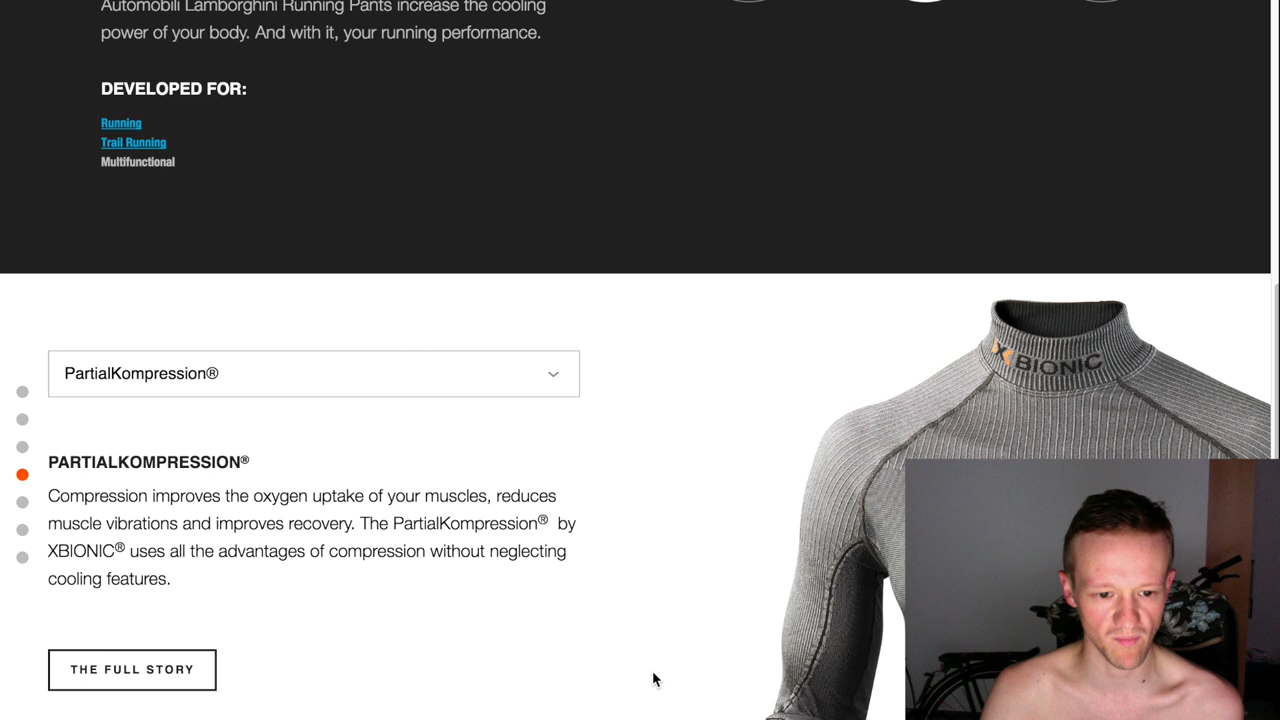 Automobili Lamborghini Running Pants increase the cooling
power of your body. And with it, your running performance.
DEVELOPED FOR:
Running
Trail Running
Multifunctional
PartialKompression®
PARTIALKOMPRESSION®
Compression improves the oxygen uptake of your muscles, reduces
muscle vibrations and improves recovery. The PartialKompression® by
XBIONIC® uses all the advantages of compression without neglecting
cooling features.
THE FULL STORY
X BIONIC